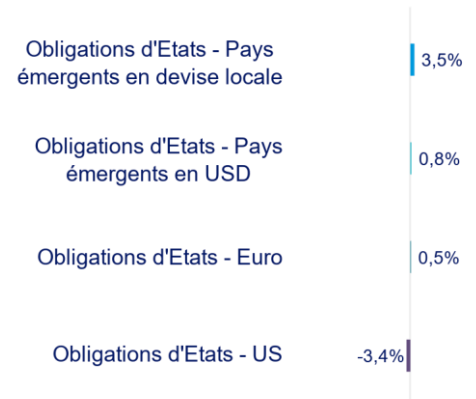 Obligations d'Etats - Pays
émergents en devise locale
3,5%
Obligations d'Etats - Pays
émergents en USD
0,8%
Obligations d'Etats - Euro
0,5%
Obligations d'Etats - US
-3,4%